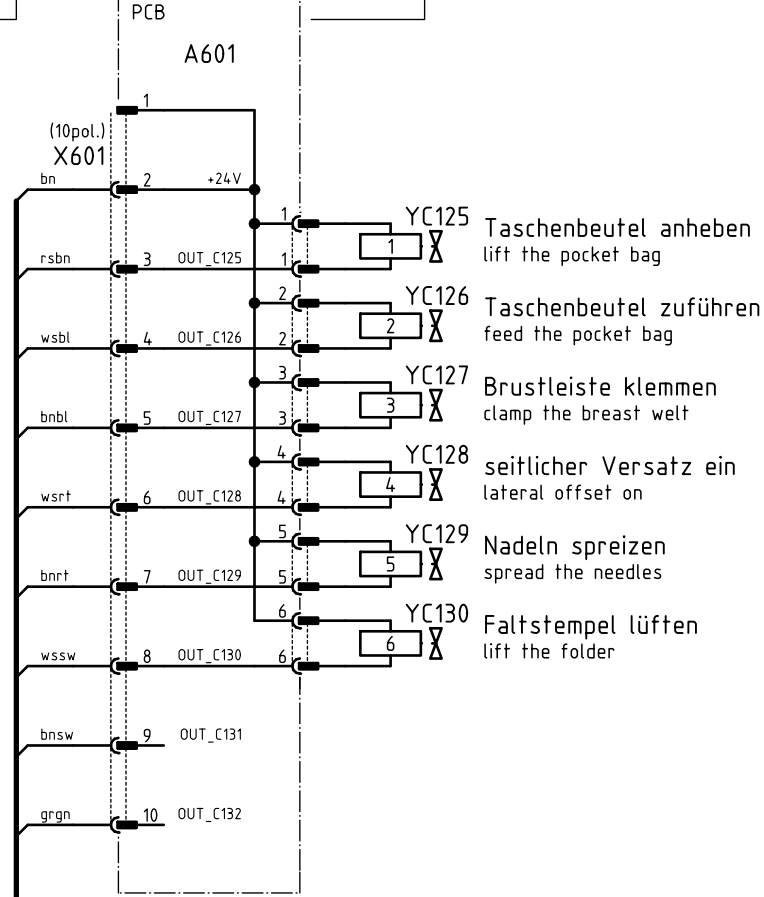 PCB
A601
1
(10pol.)
X601
bn 2 +24V
1 YC125 Taschenbeutel anheben
1 lift the pocket bag
rsbn 3 OUT_C125 1
2 YC126 Taschenbeutel zuführen
2 feed the pocket bag
wsbl 4 OUT_C126 2
3 YC127 Brustleiste klemmen
3 clamp the breast welt
bnbl 5 OUT_C127 3
4 YC128 seitlicher Versatz ein
4 lateral offset on
wsrt 6 OUT_C128 4
5 YC129 Nadeln spreizen
5 spread the needles
bnrt 7 OUT_C129 5
6 YC130 Faltstempel lüften
6 lift the folder
wssw 8 OUT_C130 6
bnsw 9 OUT_C131
grgn 10 OUT_C132